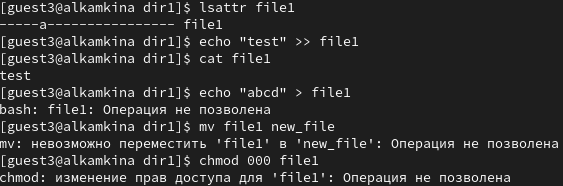 [guest3@alkamkina dir1]$ lsattr file1
-----a---------------- file1
[guest3@alkamkina dir1]$ echo "test" >> file1
[guest3@alkamkina dir1]$ cat file1
test
[guest3@alkamkina dir1]$ echo "abcd" > file1
bash: file1: Операция не позволена
[guest3@alkamkina dir1]$ mv file1 new_file
mv: невозможно переместить 'file1' в 'new_file': Операция не позволена
[guest3@alkamkina dir1]$ chmod 000 file1
chmod: изменение прав доступа для 'file1': Операция не позволена